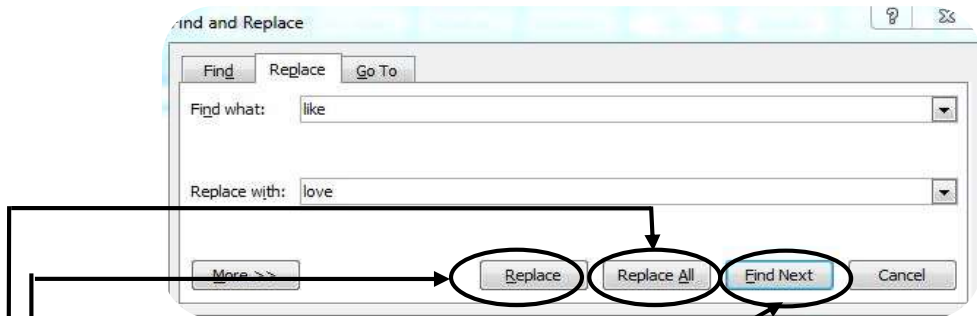 Find and Replace
Find Replace Go To
Find what: like
Replace with: love
More >> Replace Replace All Find Next Cancel